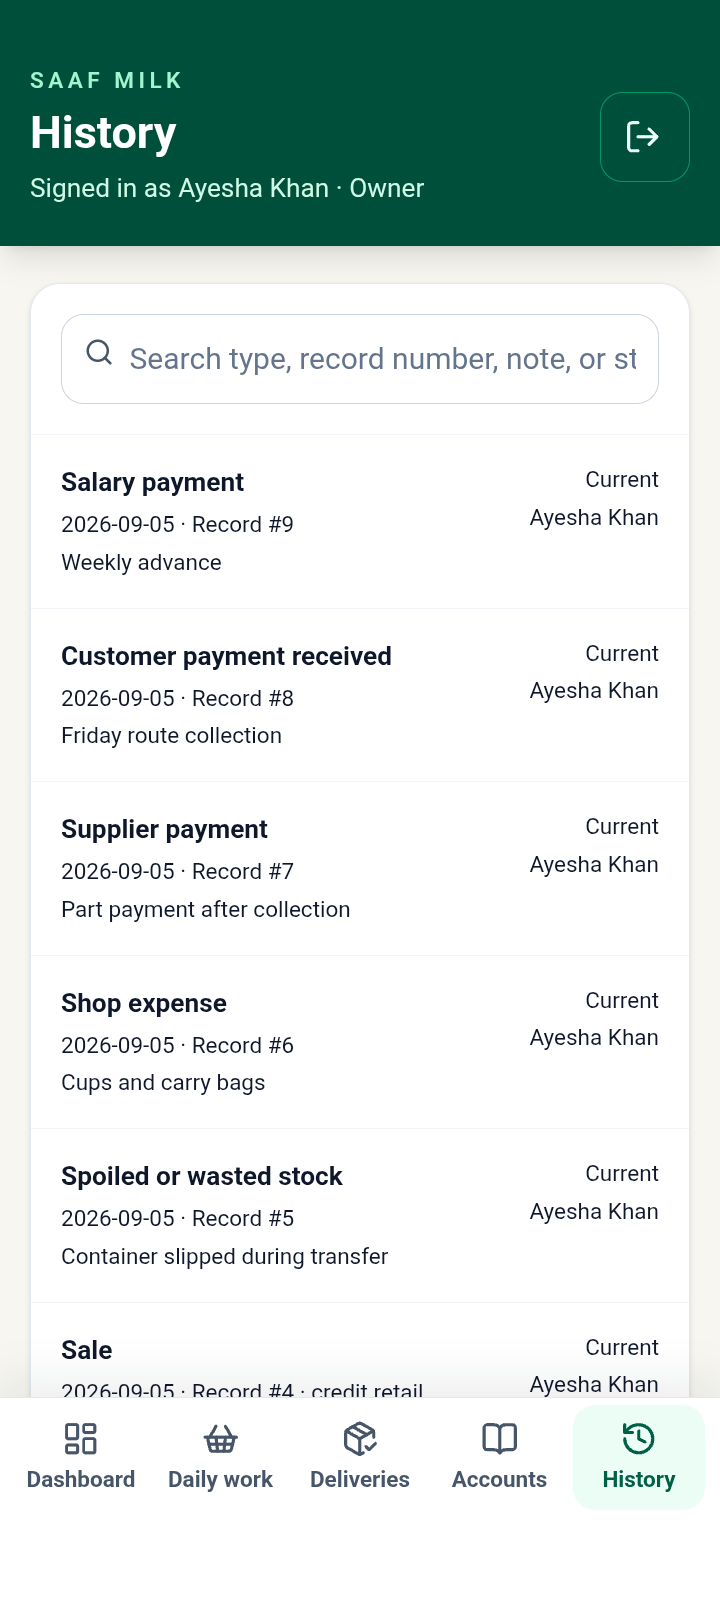 SAAF MILK
History
Signed in as Ayesha Khan · Owner
Search type, record number, note, or st
Salary payment
Current
2026-09-05 · Record #9
Ayesha Khan
Weekly advance
Customer payment received
Current
2026-09-05 · Record #8
Ayesha Khan
Friday route collection
Supplier payment
Current
2026-09-05 · Record #7
Ayesha Khan
Part payment after collection
Shop expense
Current
2026-09-05 · Record #6
Ayesha Khan
Cups and carry bags
Spoiled or wasted stock
Current
2026-09-05 · Record #5
Ayesha Khan
Container slipped during transfer
Sale
Current
2026-09-05 · Record #4 · credit retail
Ayesha Khan
Dashboard
Daily work
Deliveries
Accounts
History